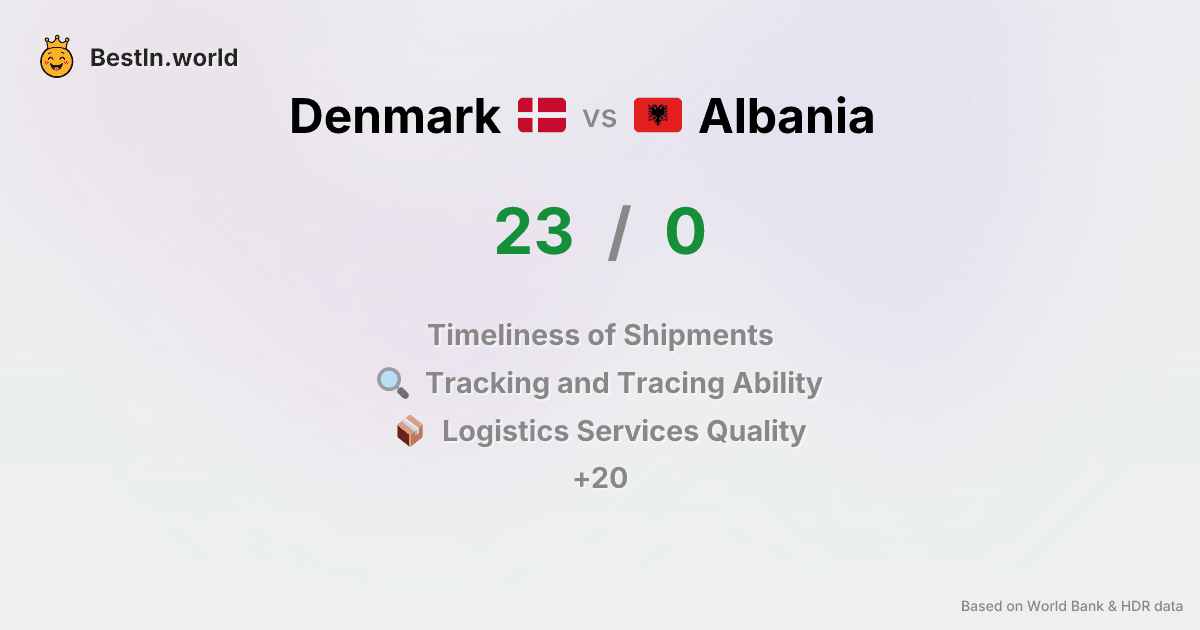 BestIn.world
Denmark vs Albania
23 / 0
Timeliness of Shipments
Tracking and Tracing Ability
Logistics Services Quality
+20
Based on World Bank & HDR data